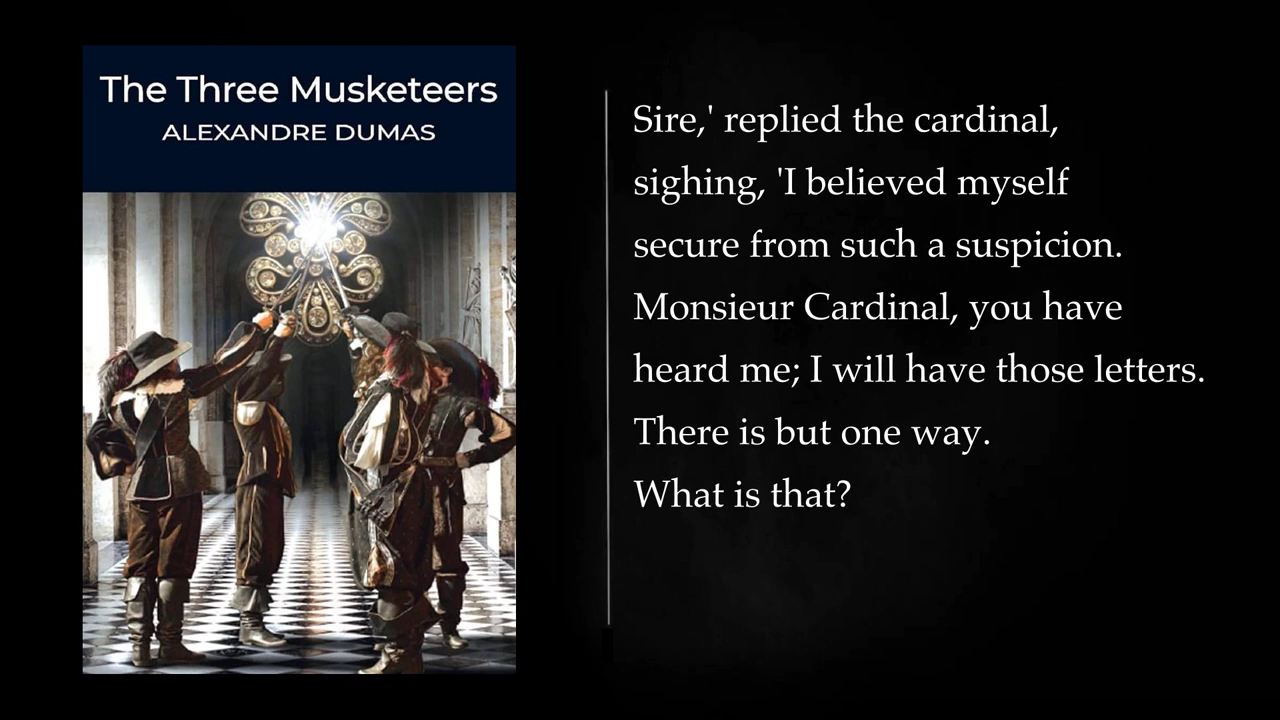 The Three Musketeers
ALEXANDRE DUMAS
Sire,' replied the cardinal,
sighing, 'I believed myself
secure from such a suspicion.
Monsieur Cardinal, you have
heard me; I will have those letters.
There is but one way.
What is that?